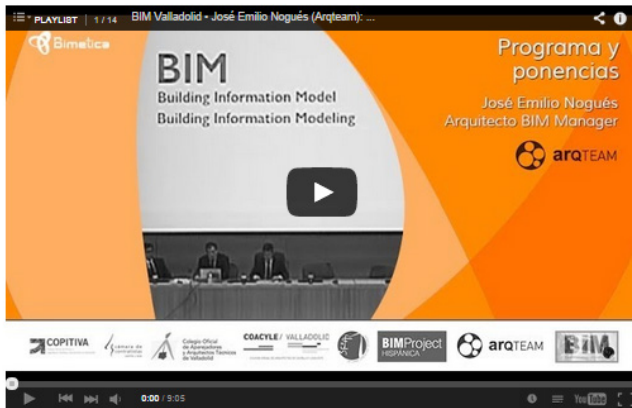 PLAYLIST | 1 / 14 BIM Valladolid - José Emilio Nogués (Arqteam): ...
Bimetica
Programa y
ponencias
José Emilio Nogués
Arquitecto BIM Manager
arQTEAM
BIM
Building Information Model
Building Information Modeling
COPITIVA
Colegio Oficial
de Aparejadores
y Arquitectos Técnicos
de Valladolid
COACYLE / VALLADOLID
BIMProject
HISPÁNICA
arQTEAM
BIM
0:00 / 9:05
YouTube